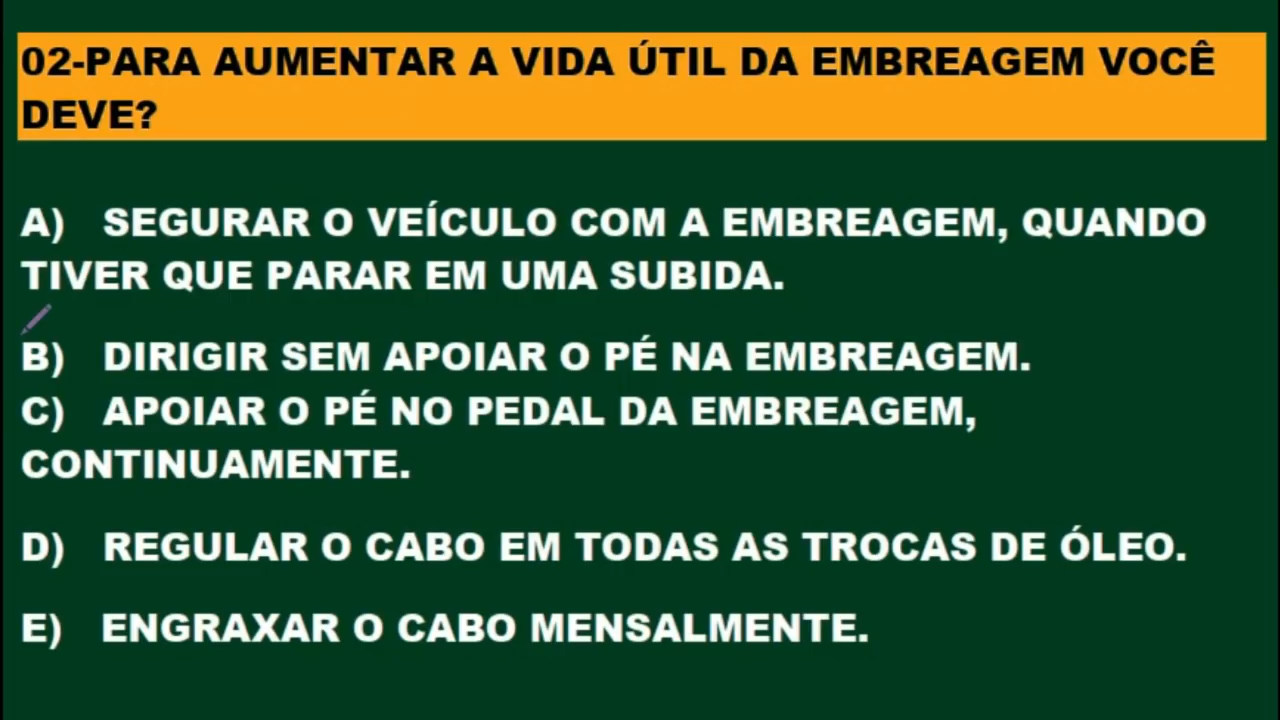 02-PARA AUMENTAR A VIDA ÚTIL DA EMBREAGEM VOCÊ
DEVE?
A) SEGURAR O VEÍCULO COM A EMBREAGEM, QUANDO
TIVER QUE PARAR EM UMA SUBIDA.
B) DIRIGIR SEM APOIAR O PÉ NA EMBREAGEM.
C) APOIAR O PÉ NO PEDAL DA EMBREAGEM,
CONTINUAMENTE.
D) REGULAR O CABO EM TODAS AS TROCAS DE ÓLEO.
E) ENGRAXAR O CABO MENSALMENTE.